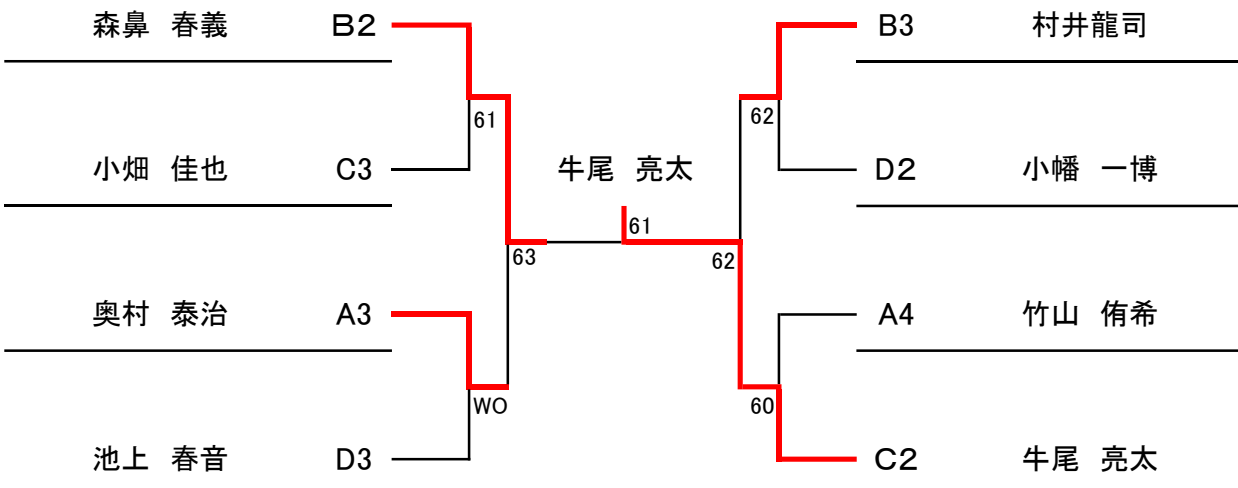 森鼻 春義 B2
B3 村井龍司
61
62
小畑 佳也 C3
牛尾 亮太
D2 小幡 一博
61
63
62
奥村 泰治 A3
A4 竹山 侑希
WO
60
池上 春音 D3
C2 牛尾 亮太